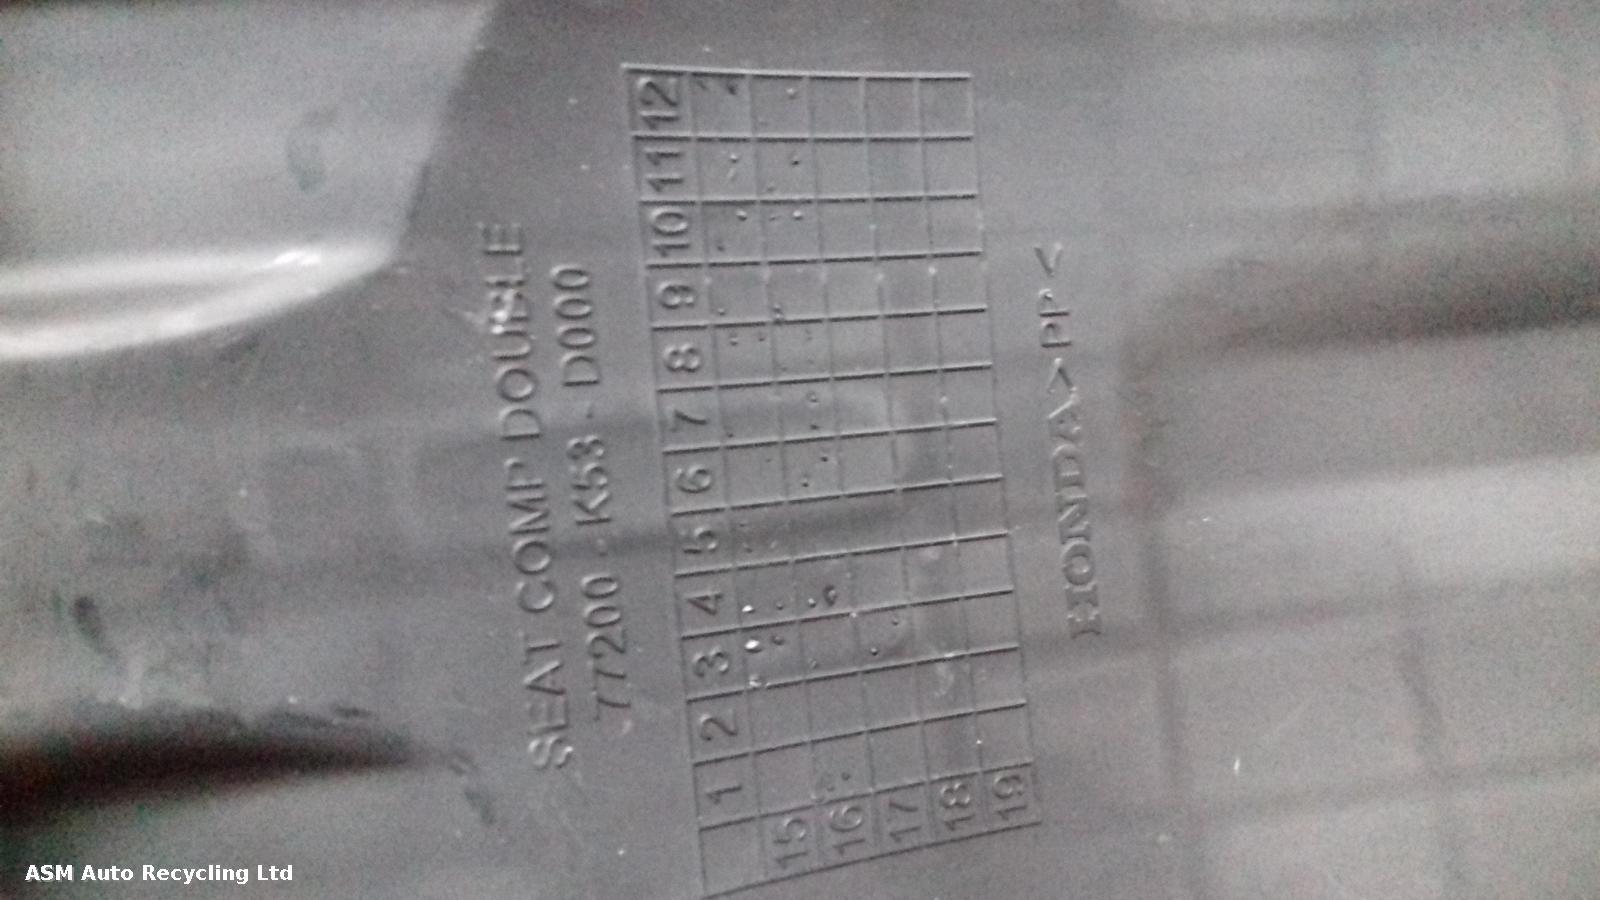 SEAT COMP DOUBLE
77200 - K53 - D000
1 2 3 4 5 6 7 8 9 10 11 12
15
16
17
18
19
HONDA >PP<
ASM Auto Recycling Ltd